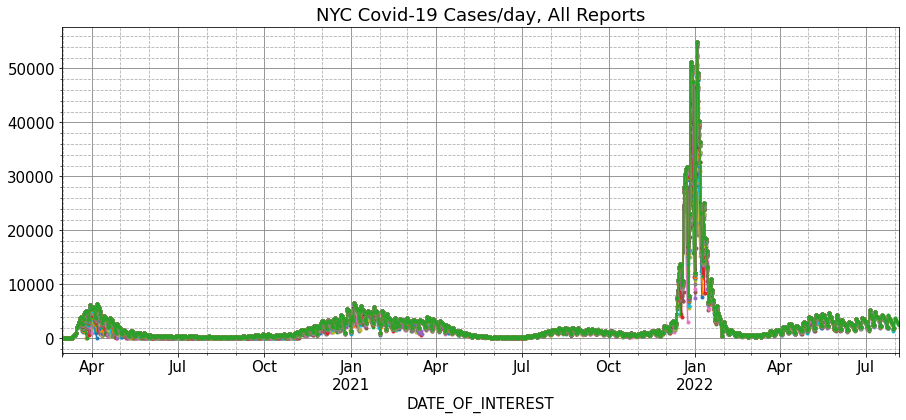 NYC Covid-19 Cases/day, All Reports
50000
40000
30000
20000
10000
0
Apr Jul Oct Jan Apr Jul Oct Jan Apr Jul
2021 2022
DATE_OF_INTEREST